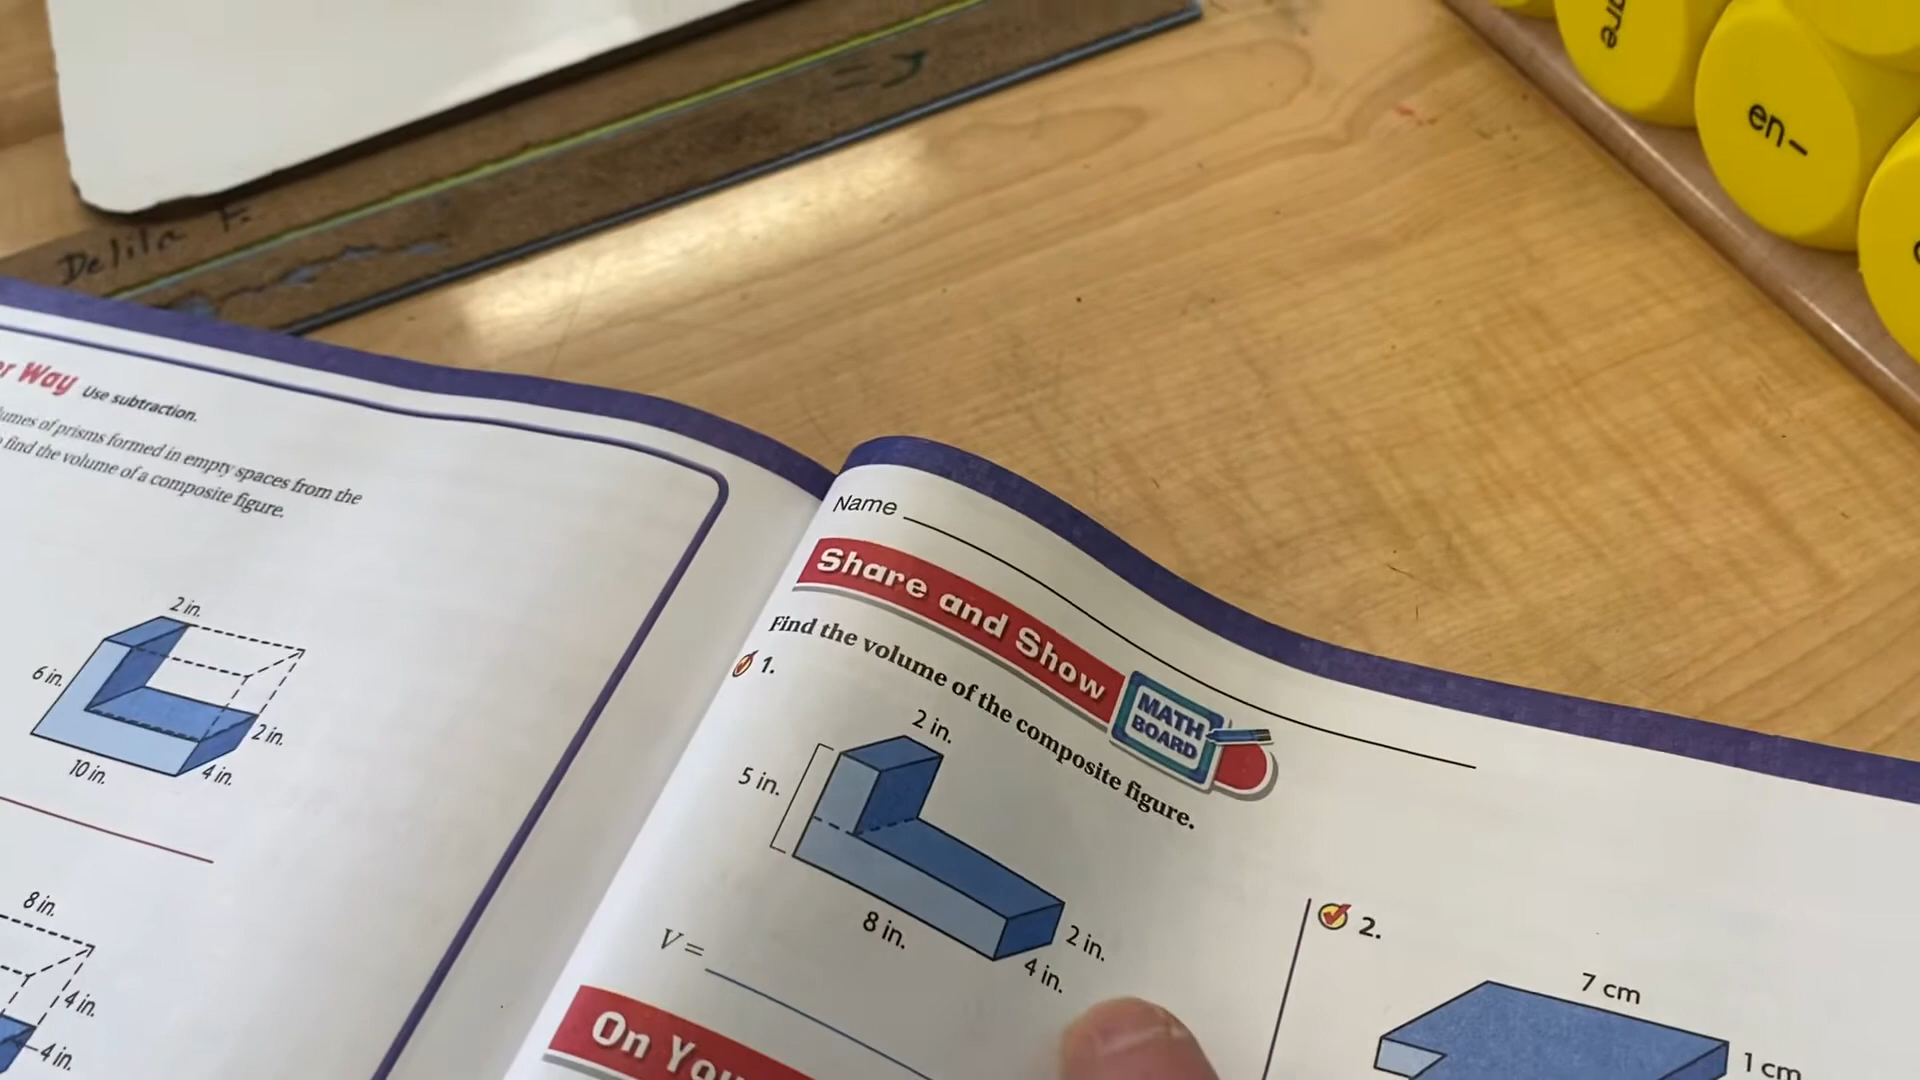 are
en-
Delila F.
Way Use subtraction.
of prisms formed in empty spaces from the
find the volume of a composite figure.
2 in.
6 in.
2 in.
10 in.
4 in.
8 in.
4 in.
4 in.
Name
Share and Show
MATH
BOARD
Find the volume of the composite figure.
1.
2 in.
5 in.
8 in.
2 in.
4 in.
V =
2.
7 cm
1 cm
On